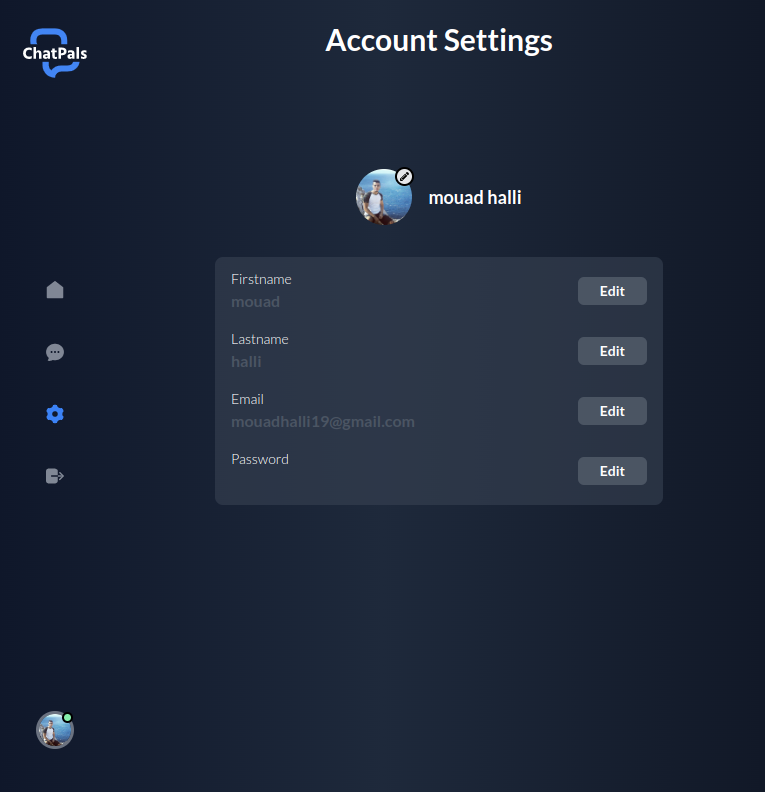 ChatPals
Account Settings
mouad halli
Firstname
mouad
Edit
Lastname
halli
Edit
Email
mouadhalli19@gmail.com
Edit
Password
Edit